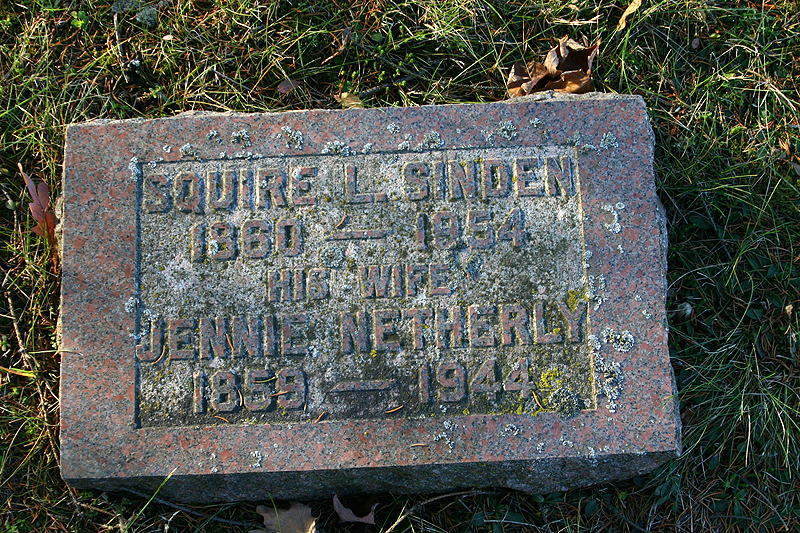 SQUIRE L. SINDEN
1860 — 1954
HIS WIFE
JENNIE NETHERLY
1859 — 1944